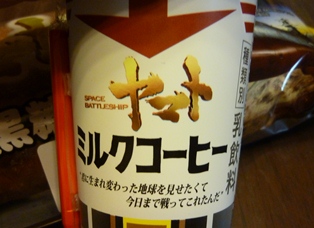 ヤマト
SPACE
BATTLESHIP
ミルクコーヒー
種類別
乳飲料
"君に生まれ変わった地球を見せたくて
今日まで戦ってこれたんだ"
黒糖